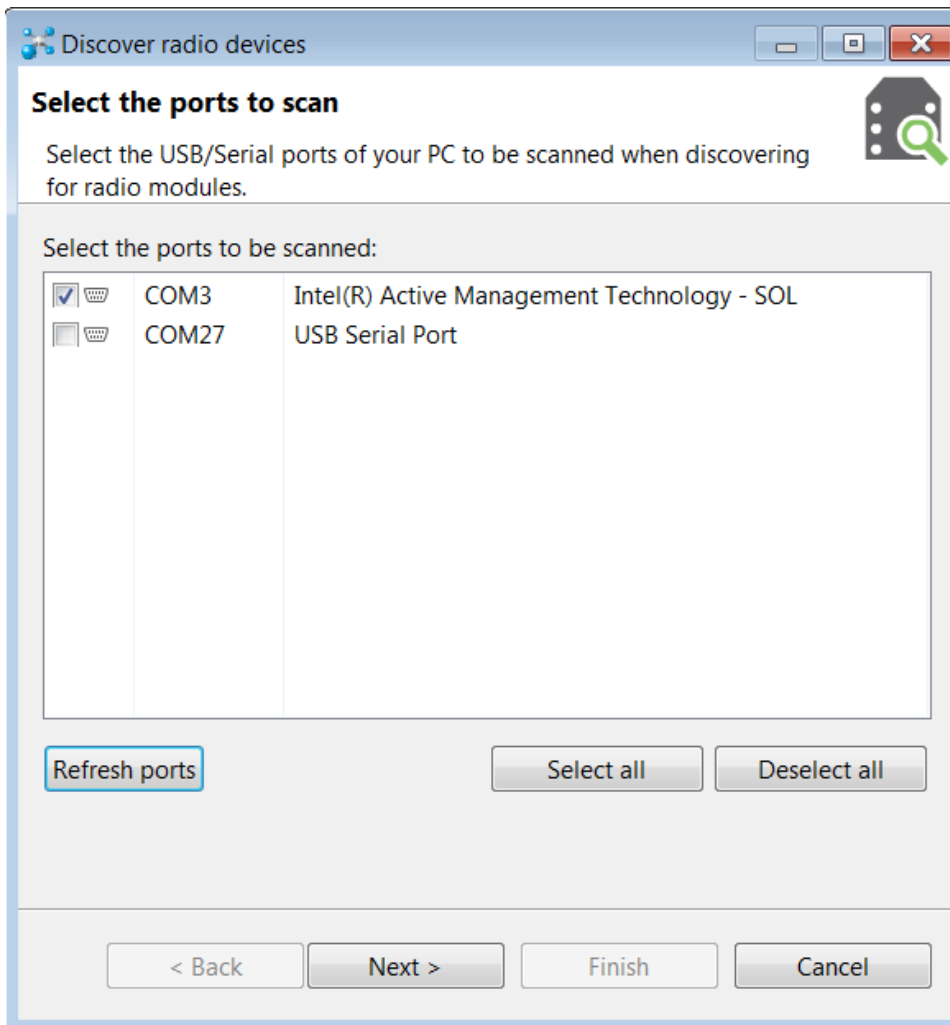 Discover radio devices
Select the ports to scan
Select the USB/Serial ports of your PC to be scanned when discovering
for radio modules.
Select the ports to be scanned:
COM3 Intel(R) Active Management Technology - SOL
COM27 USB Serial Port
Refresh ports Select all Deselect all
< Back Next > Finish Cancel